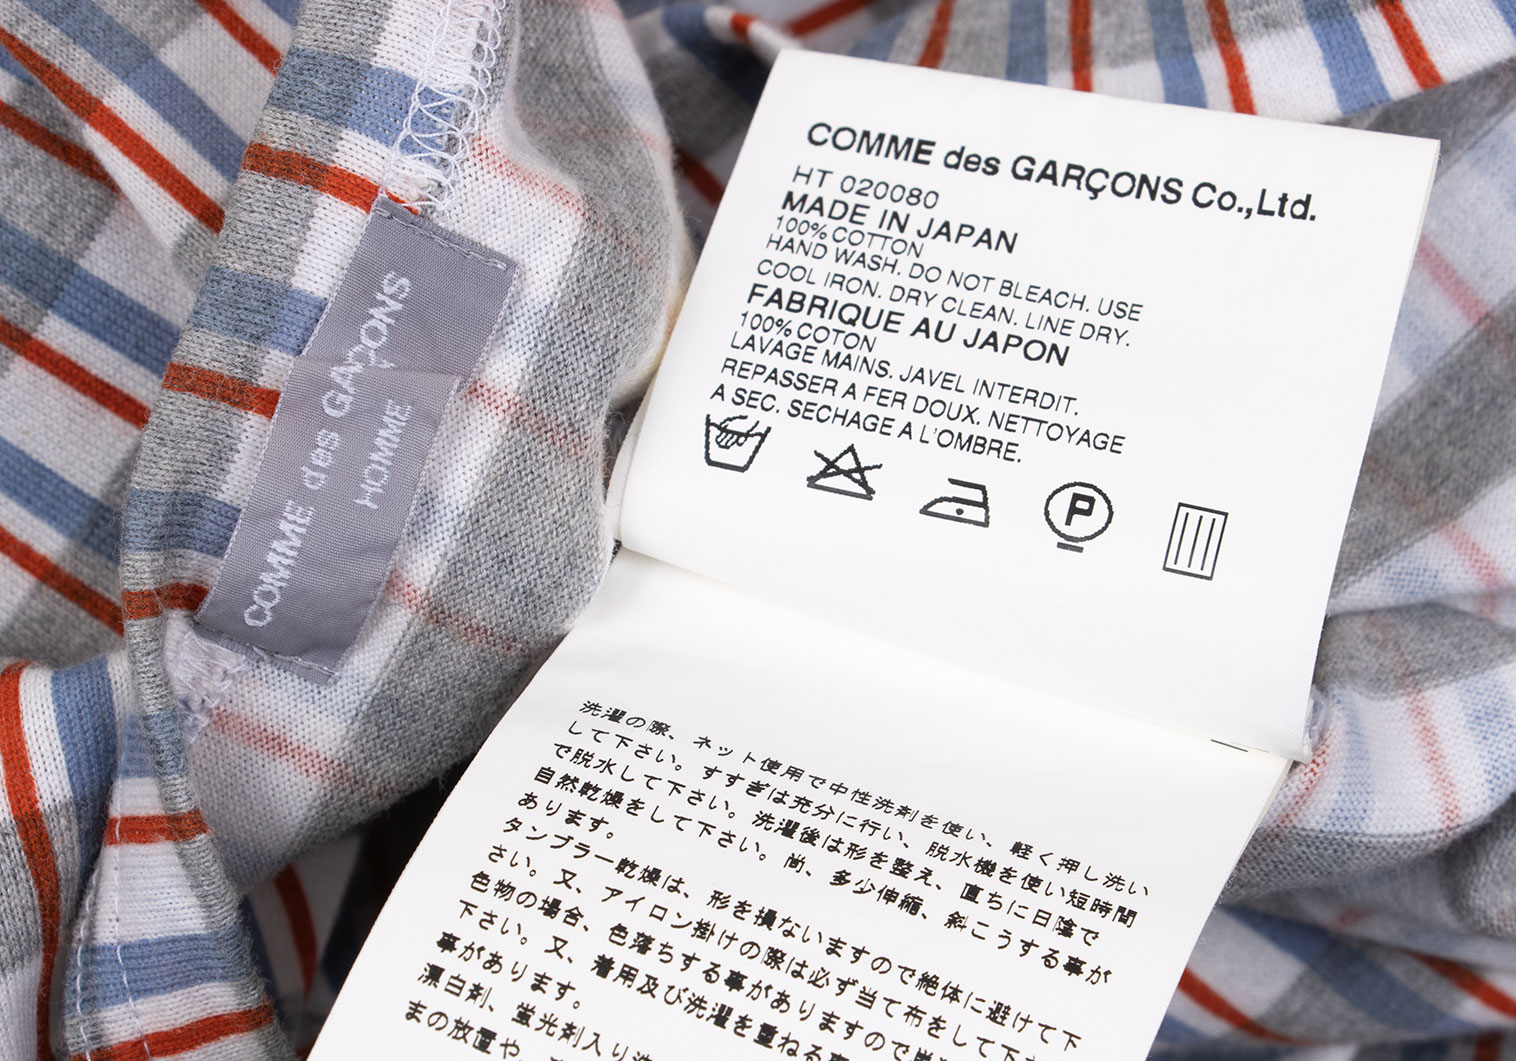 COMME des GARÇONS
HOMME
COMME des GARÇONS Co.,Ltd.
HT 020080
MADE IN JAPAN
100% COTTON
HAND WASH. DO NOT BLEACH. USE
COOL IRON. DRY CLEAN. LINE DRY.
FABRIQUE AU JAPON
100% COTON
LAVAGE MAINS. JAVEL INTERDIT.
REPASSER A FER DOUX. NETTOYAGE
A SEC. SECHAGE A L'OMBRE.
P
洗濯の際、ネット使用で中性洗剤を使い、軽く押し洗い
して下さい。すすぎは充分に行い、脱水機を使い短時間
で脱水して下さい。洗濯後は形を整え、直ちに日陰で
自然乾燥をして下さい。尚、多少伸縮、斜こうする事が
あります。
タンブラー乾燥は、形を損ないますので絶体に避けて下
さい。又、アイロン掛けの際は必ず当て布をして下さ
色物の場合、色落ちする事がありますので単
下さい。又、着用及び洗濯を重ねる
事があります。
漂白剤、蛍光剤入り洗
まの放置や、